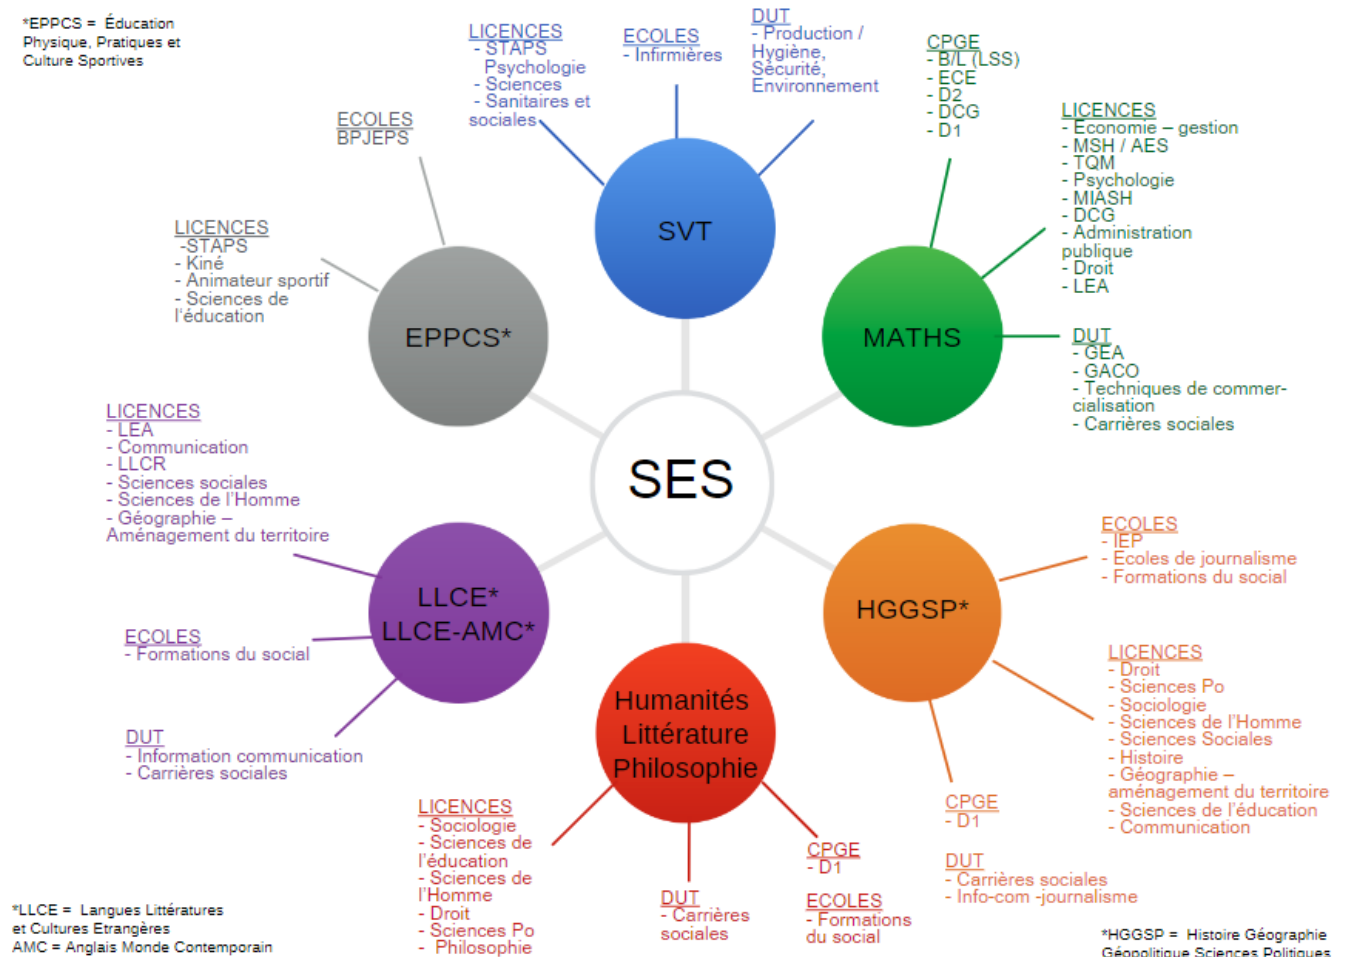 *EPPCS =  Éducation
Physique, Pratiques et
Culture Sportives
LICENCES
- STAPS
Psychologie
- Sciences
- Sanitaires et
sociales
ECOLES
- Infirmières
DUT
- Production /
Hygiène,
Sécurité,
Environnement
CPGE
- B/L (LSS)
- ECE
- D2
- DCG
- D1
LICENCES
- Economie – gestion
- MSH / AES
- TQM
- Psychologie
- MIASH
- DCG
- Administration
publique
- Droit
- LEA
DUT
- GEA
- GACO
- Techniques de commer-
cialisation
- Carrières sociales
ECOLES
BPJEPS
LICENCES
-STAPS
- Kiné
- Animateur sportif
- Sciences de
l'éducation
SVT
EPPCS*
MATHS
SES
LICENCES
- LEA
- Communication
- LLCR
- Sciences sociales
- Sciences de l'Homme
- Géographie –
Aménagement du territoire
LLCE*
LLCE-AMC*
ECOLES
- Formations du social
DUT
- Information communication
- Carrières sociales
HGGSP*
ECOLES
- IEP
- Ecoles de journalisme
- Formations du social
LICENCES
- Droit
- Sciences Po
- Sociologie
- Sciences de l'Homme
- Sciences Sociales
- Histoire
- Géographie –
aménagement du territoire
- Sciences de l'éducation
- Communication
CPGE
- D1
DUT
- Carrières sociales
- Info-com -journalisme
Humanités
Littérature
Philosophie
LICENCES
- Sociologie
- Sciences de
l'éducation
- Sciences de
l'Homme
- Droit
- Sciences Po
- Philosophie
DUT
- Carrières
sociales
CPGE
- D1
ECOLES
- Formations
du social
*LLCE =  Langues Littératures
et Cultures Etrangères
AMC = Anglais Monde Contemporain
*HGGSP =  Histoire Géographie
Géopolitique Sciences Politiques